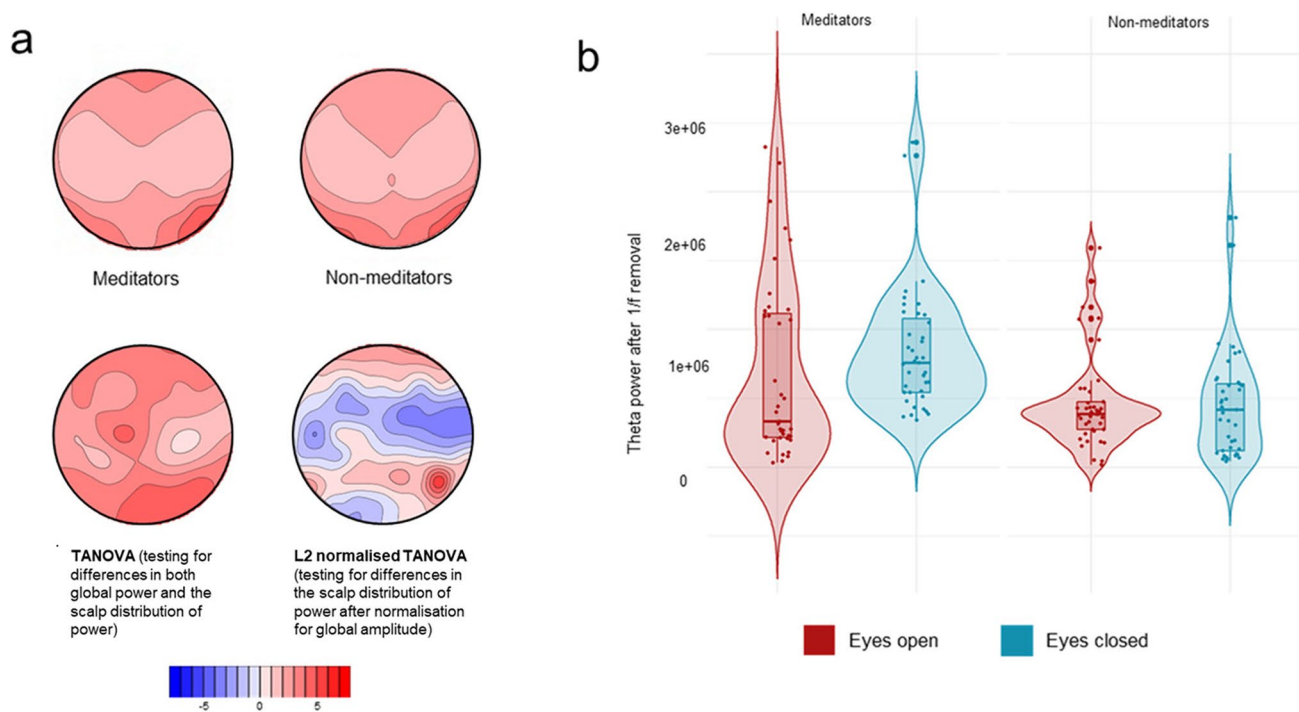 a
Meditators
Non-meditators
TANOVA (testing for
differences in both
global power and the
scalp distribution of
power)
L2 normalised TANOVA
(testing for differences in
the scalp distribution of
power after normalisation
for global amplitude)
-5
0
5
b
Meditators
Non-meditators
Theta power after 1/f removal
3e+06
2e+06
1e+06
0
Eyes open
Eyes closed